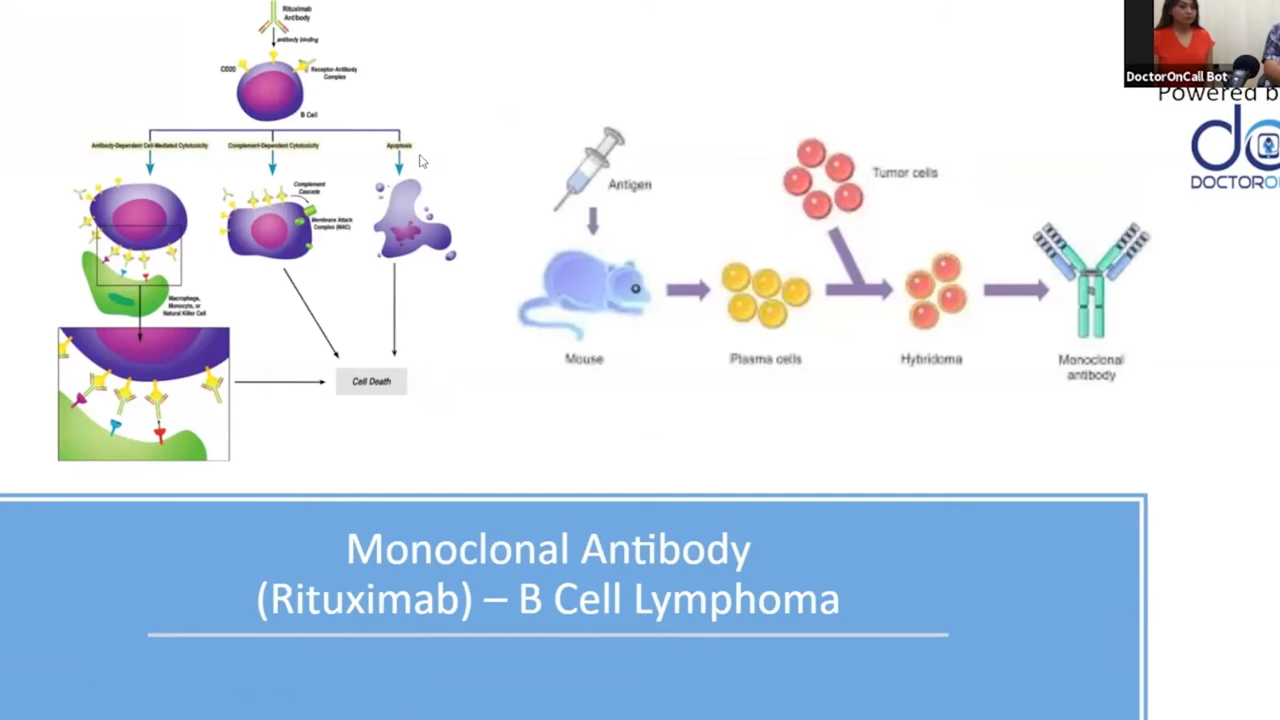 Rituximab
Antibody
antibody binding
CD20
Receptor-Antibody
Complex
B Cell
Antibody-Dependent Cell-Mediated Cytotoxicity
Complement-Dependent Cytotoxicity
Apoptosis
Complement
Cascade
Membrane Attack
Complex (MAC)
Macrophage,
Monocyte, or
Natural Killer Cell
Cell Death
Antigen
Tumor cells
Mouse
Plasma cells
Hybridoma
Monoclonal
antibody
DoctorOnCall Bot
Powered b
do
DOCTORO
Monoclonal Antibody
(Rituximab) – B Cell Lymphoma